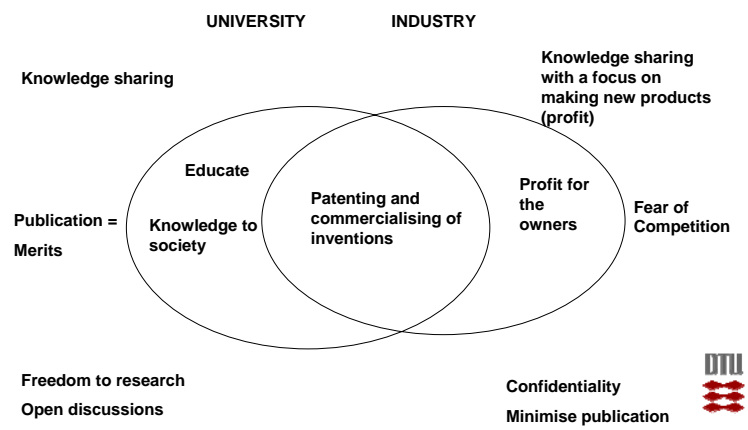 UNIVERSITY
INDUSTRY
Knowledge sharing
Knowledge sharing
with a focus on
making new products
(profit)
Educate
Knowledge to
society
Patenting and
commercialising of
inventions
Profit for
the
owners
Publication =
Merits
Fear of
Competition
Freedom to research
Open discussions
Confidentiality
Minimise publication
DTU